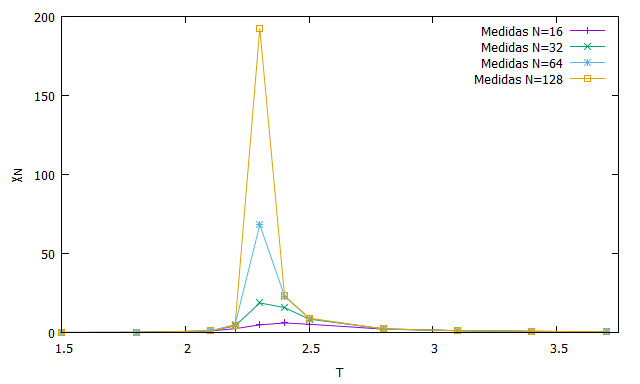 200
150
100
50
0
χN
1.5 2 2.5 3 3.5
T
Medidas N=16
Medidas N=32
Medidas N=64
Medidas N=128